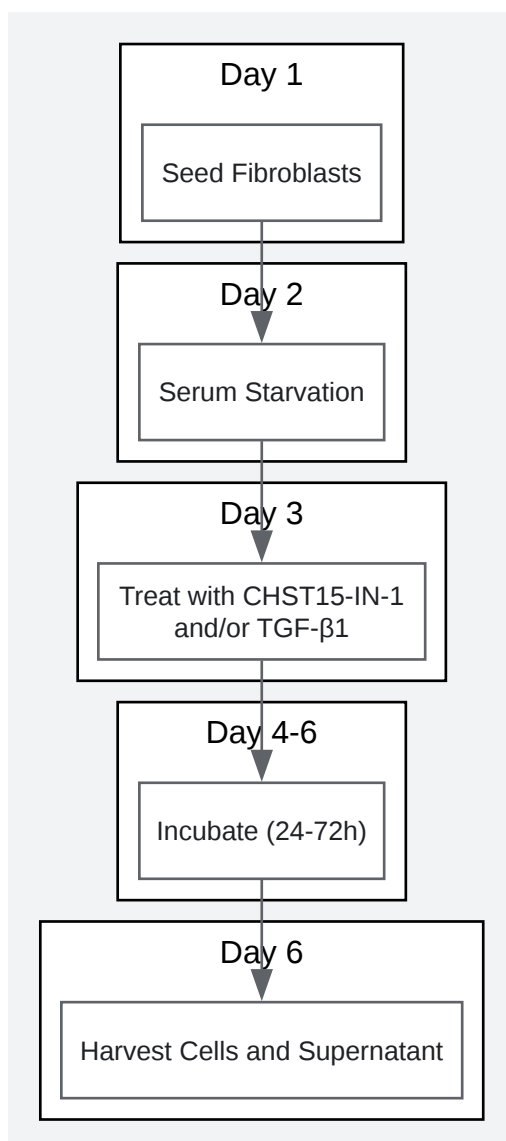 Day 1
Seed Fibroblasts
Day 2
Serum Starvation
Day 3
Treat with CHST15-IN-1
and/or TGF-β1
Day 4-6
Incubate (24-72h)
Day 6
Harvest Cells and Supernatant